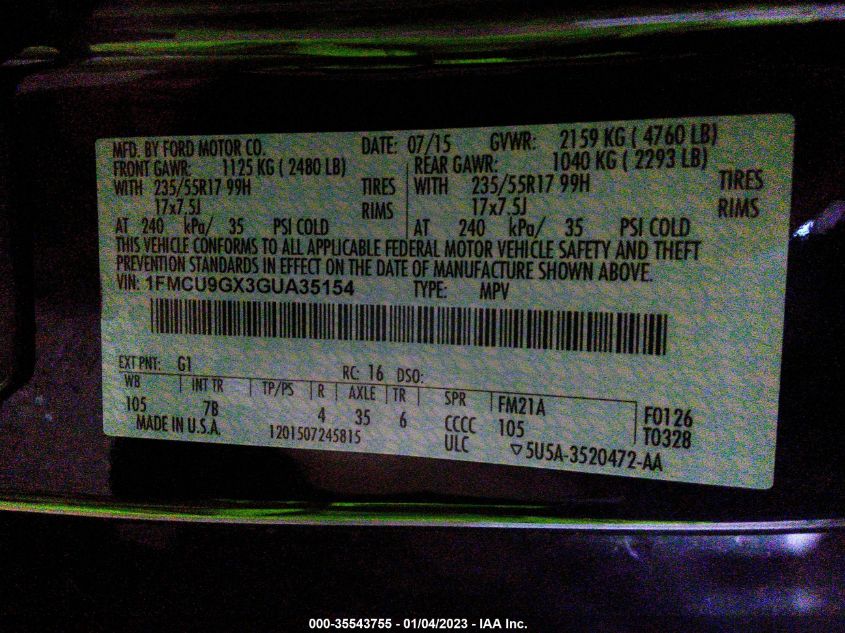 MFD. BY FORD MOTOR CO. DATE: 07/15 GVWR: 2159 KG ( 4760 LB)
FRONT GAWR: 1125 KG ( 2480 LB) REAR GAWR: 1040 KG ( 2293 LB)
WITH 235/55R17 99H TIRES WITH 235/55R17 99H TIRES
17x7.5J RIMS 17x7.5J RIMS
AT 240 kPa/ 35 PSI COLD AT 240 kPa/ 35 PSI COLD
THIS VEHICLE CONFORMS TO ALL APPLICABLE FEDERAL MOTOR VEHICLE SAFETY AND THEFT
PREVENTION STANDARDS IN EFFECT ON THE DATE OF MANUFACTURE SHOWN ABOVE.
VIN: 1FMCU9GX3GUA35154 TYPE: MPV
EXT PNT: G1 RC: 16 DSO:
WB INT TR TP/PS R AXLE TR SPR FM21A F0126
105 7B 4 35 6 CCCC 105 T0328
MADE IN U.S.A. 1201507245815 ULC ▽5U5A-3520472-AA
000-35543755 - 01/04/2023 - IAA Inc.